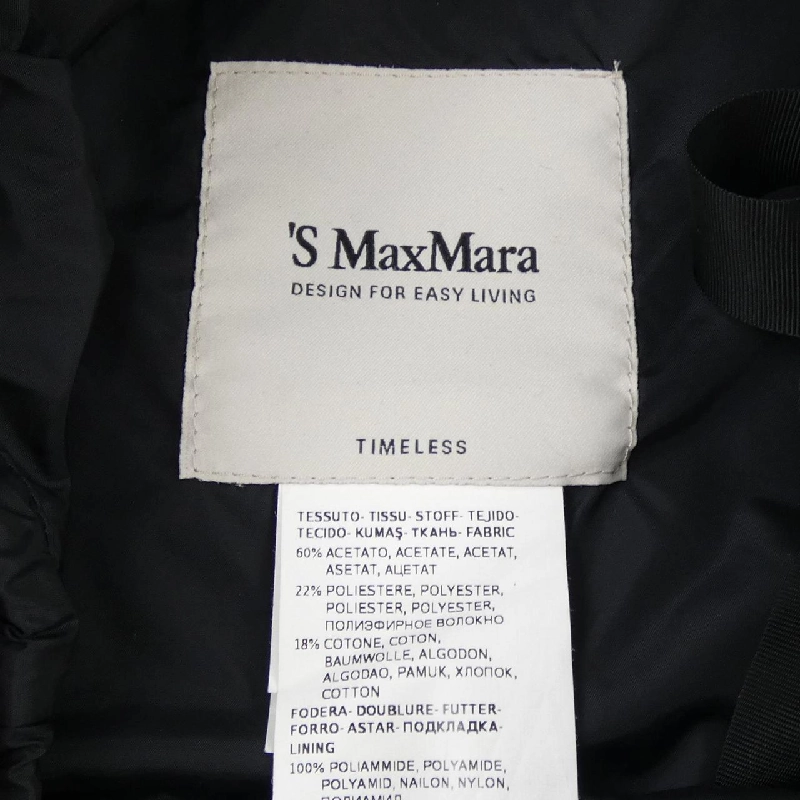 'S MaxMara
DESIGN FOR EASY LIVING
TIMELESS
TESSUTO- TISSU- STOFF- TEJIDO-
TECIDO- KUMAŞ- ТКАНЬ- FABRIC
60% ACETATO, ACETATE, ACETAT,
ASETAT, АЦЕТАТ
22% POLIESTERE, POLYESTER,
POLIESTER, POLYESTER,
ПОЛИЭФИРНОЕ ВОЛОКНО
18% COTONE, COTON,
BAUMWOLLE, ALGODON,
ALGODAO, PAMUK, ХЛОПОК,
COTTON
FODERA- DOUBLURE- FUTTER-
FORRO- ASTAR- ПОДКЛАДКА-
LINING
100% POLIAMMIDE, POLYAMIDE,
POLYAMID, NAILON, NYLON,
ПОЛИАМИД